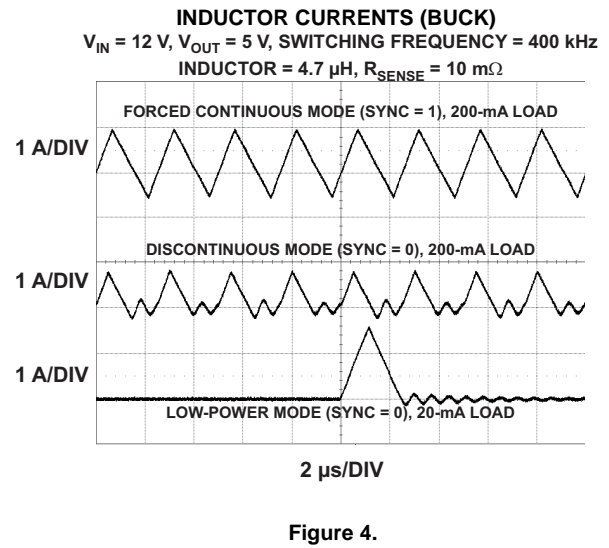 INDUCTOR CURRENTS (BUCK)
VIN = 12 V, VOUT = 5 V, SWITCHING FREQUENCY = 400 kHz
INDUCTOR = 4.7 µH, RSENSE = 10 mΩ
FORCED CONTINUOUS MODE (SYNC = 1), 200-mA LOAD
1 A/DIV
DISCONTINUOUS MODE (SYNC = 0), 200-mA LOAD
1 A/DIV
1 A/DIV
LOW-POWER MODE (SYNC = 0), 20-mA LOAD
2 µs/DIV
Figure 4.